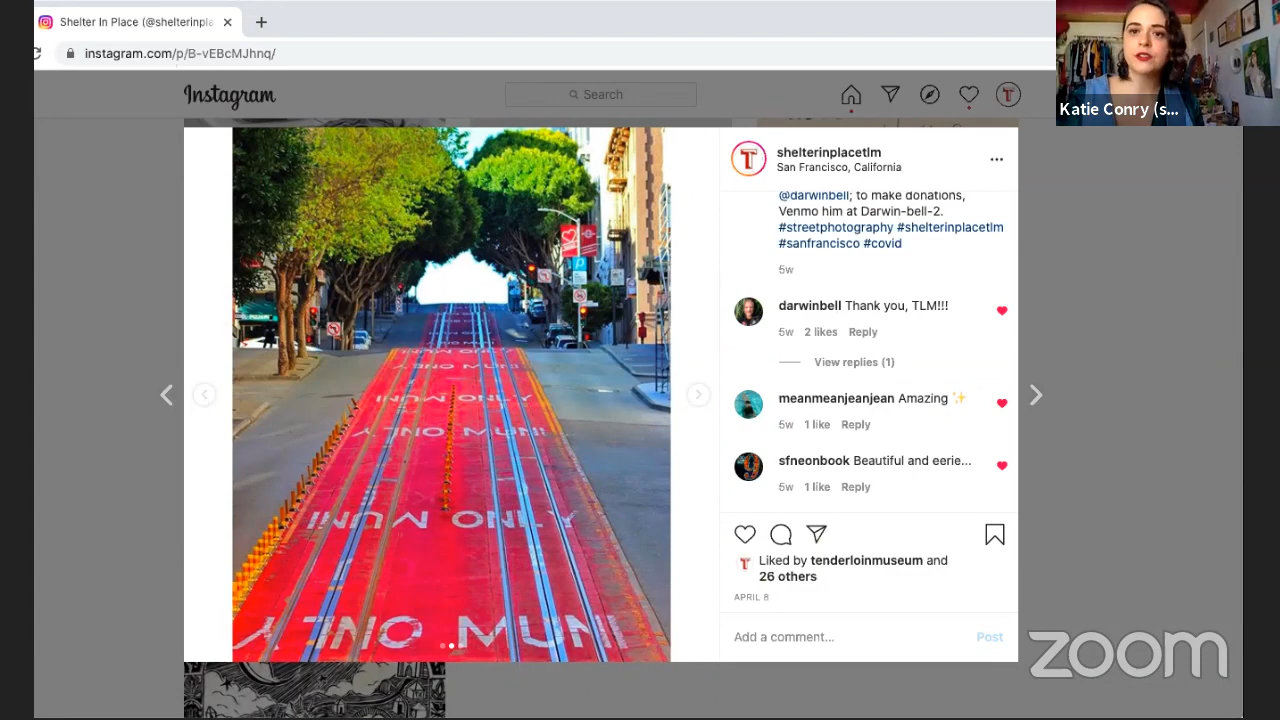 Shelter In Place (@shelterinpla
instagram.com/p/B-vEBcMJhnq/
Instagram
Search
T
Katie Conry (s...
T
shelterinplacetlm
San Francisco, California
@darwinbell; to make donations,
Venmo him at Darwin-bell-2.
#streetphotography #shelterinplacetlm
#sanfrancisco #covid
5w
darwinbell Thank you, TLM!!!
5w 2 likes Reply
View replies (1)
meanmeanjeanjean Amazing ✨
5w 1 like Reply
sfneonbook Beautiful and eerie...
5w 1 like Reply
T
Liked by tenderloinmuseum and
26 others
APRIL 8
Add a comment... Post
P
MUNI ONLY
MUNI ONLY
YLNO MUNI
zoom